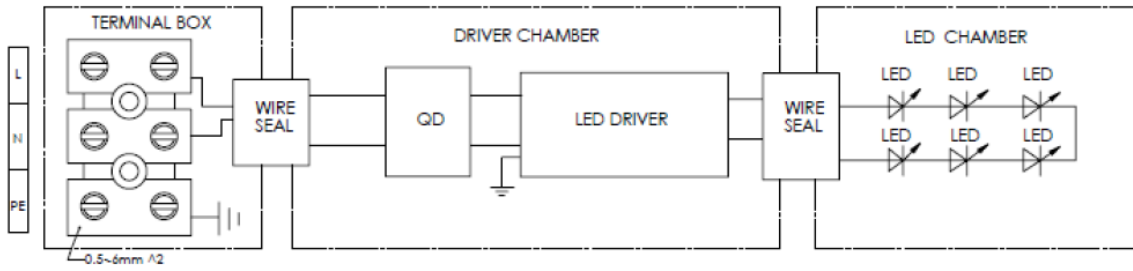 TERMINAL BOX
DRIVER CHAMBER
LED CHAMBER
L
N
PE
WIRE
SEAL
QD
LED DRIVER
WIRE
SEAL
LED
LED
LED
LED
LED
LED
0.5~6mm ^2